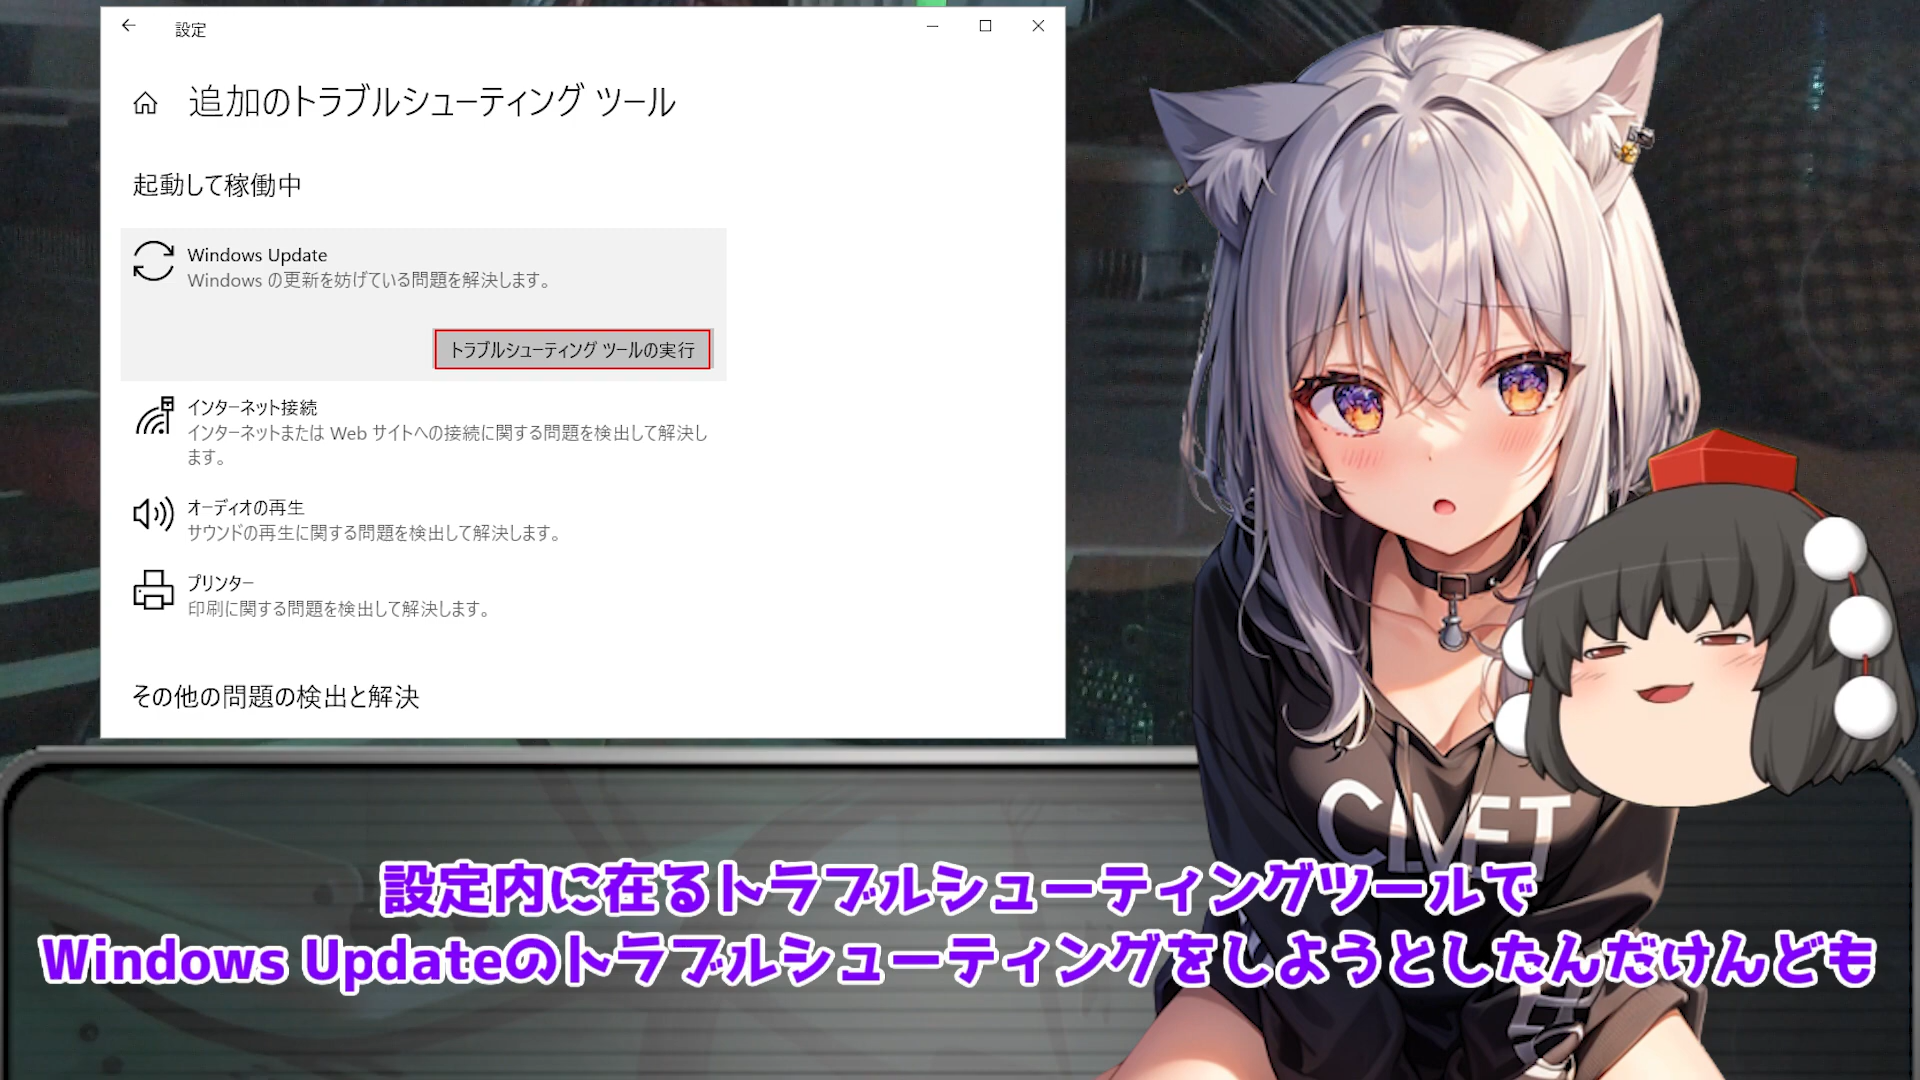 設定
追加のトラブルシューティング ツール
起動して稼働中
Windows Update
Windows の更新を妨げている問題を解決します。
トラブルシューティング ツールの実行
インターネット接続
インターネットまたは Web サイトへの接続に関する問題を検出して解決し
ます。
オーディオの再生
サウンドの再生に関する問題を検出して解決します。
プリンター
印刷に関する問題を検出して解決します。
その他の問題の検出と解決
設定内に在るトラブルシューティングツールで
Windows Updateのトラブルシューティングをしようとしたんだけんども